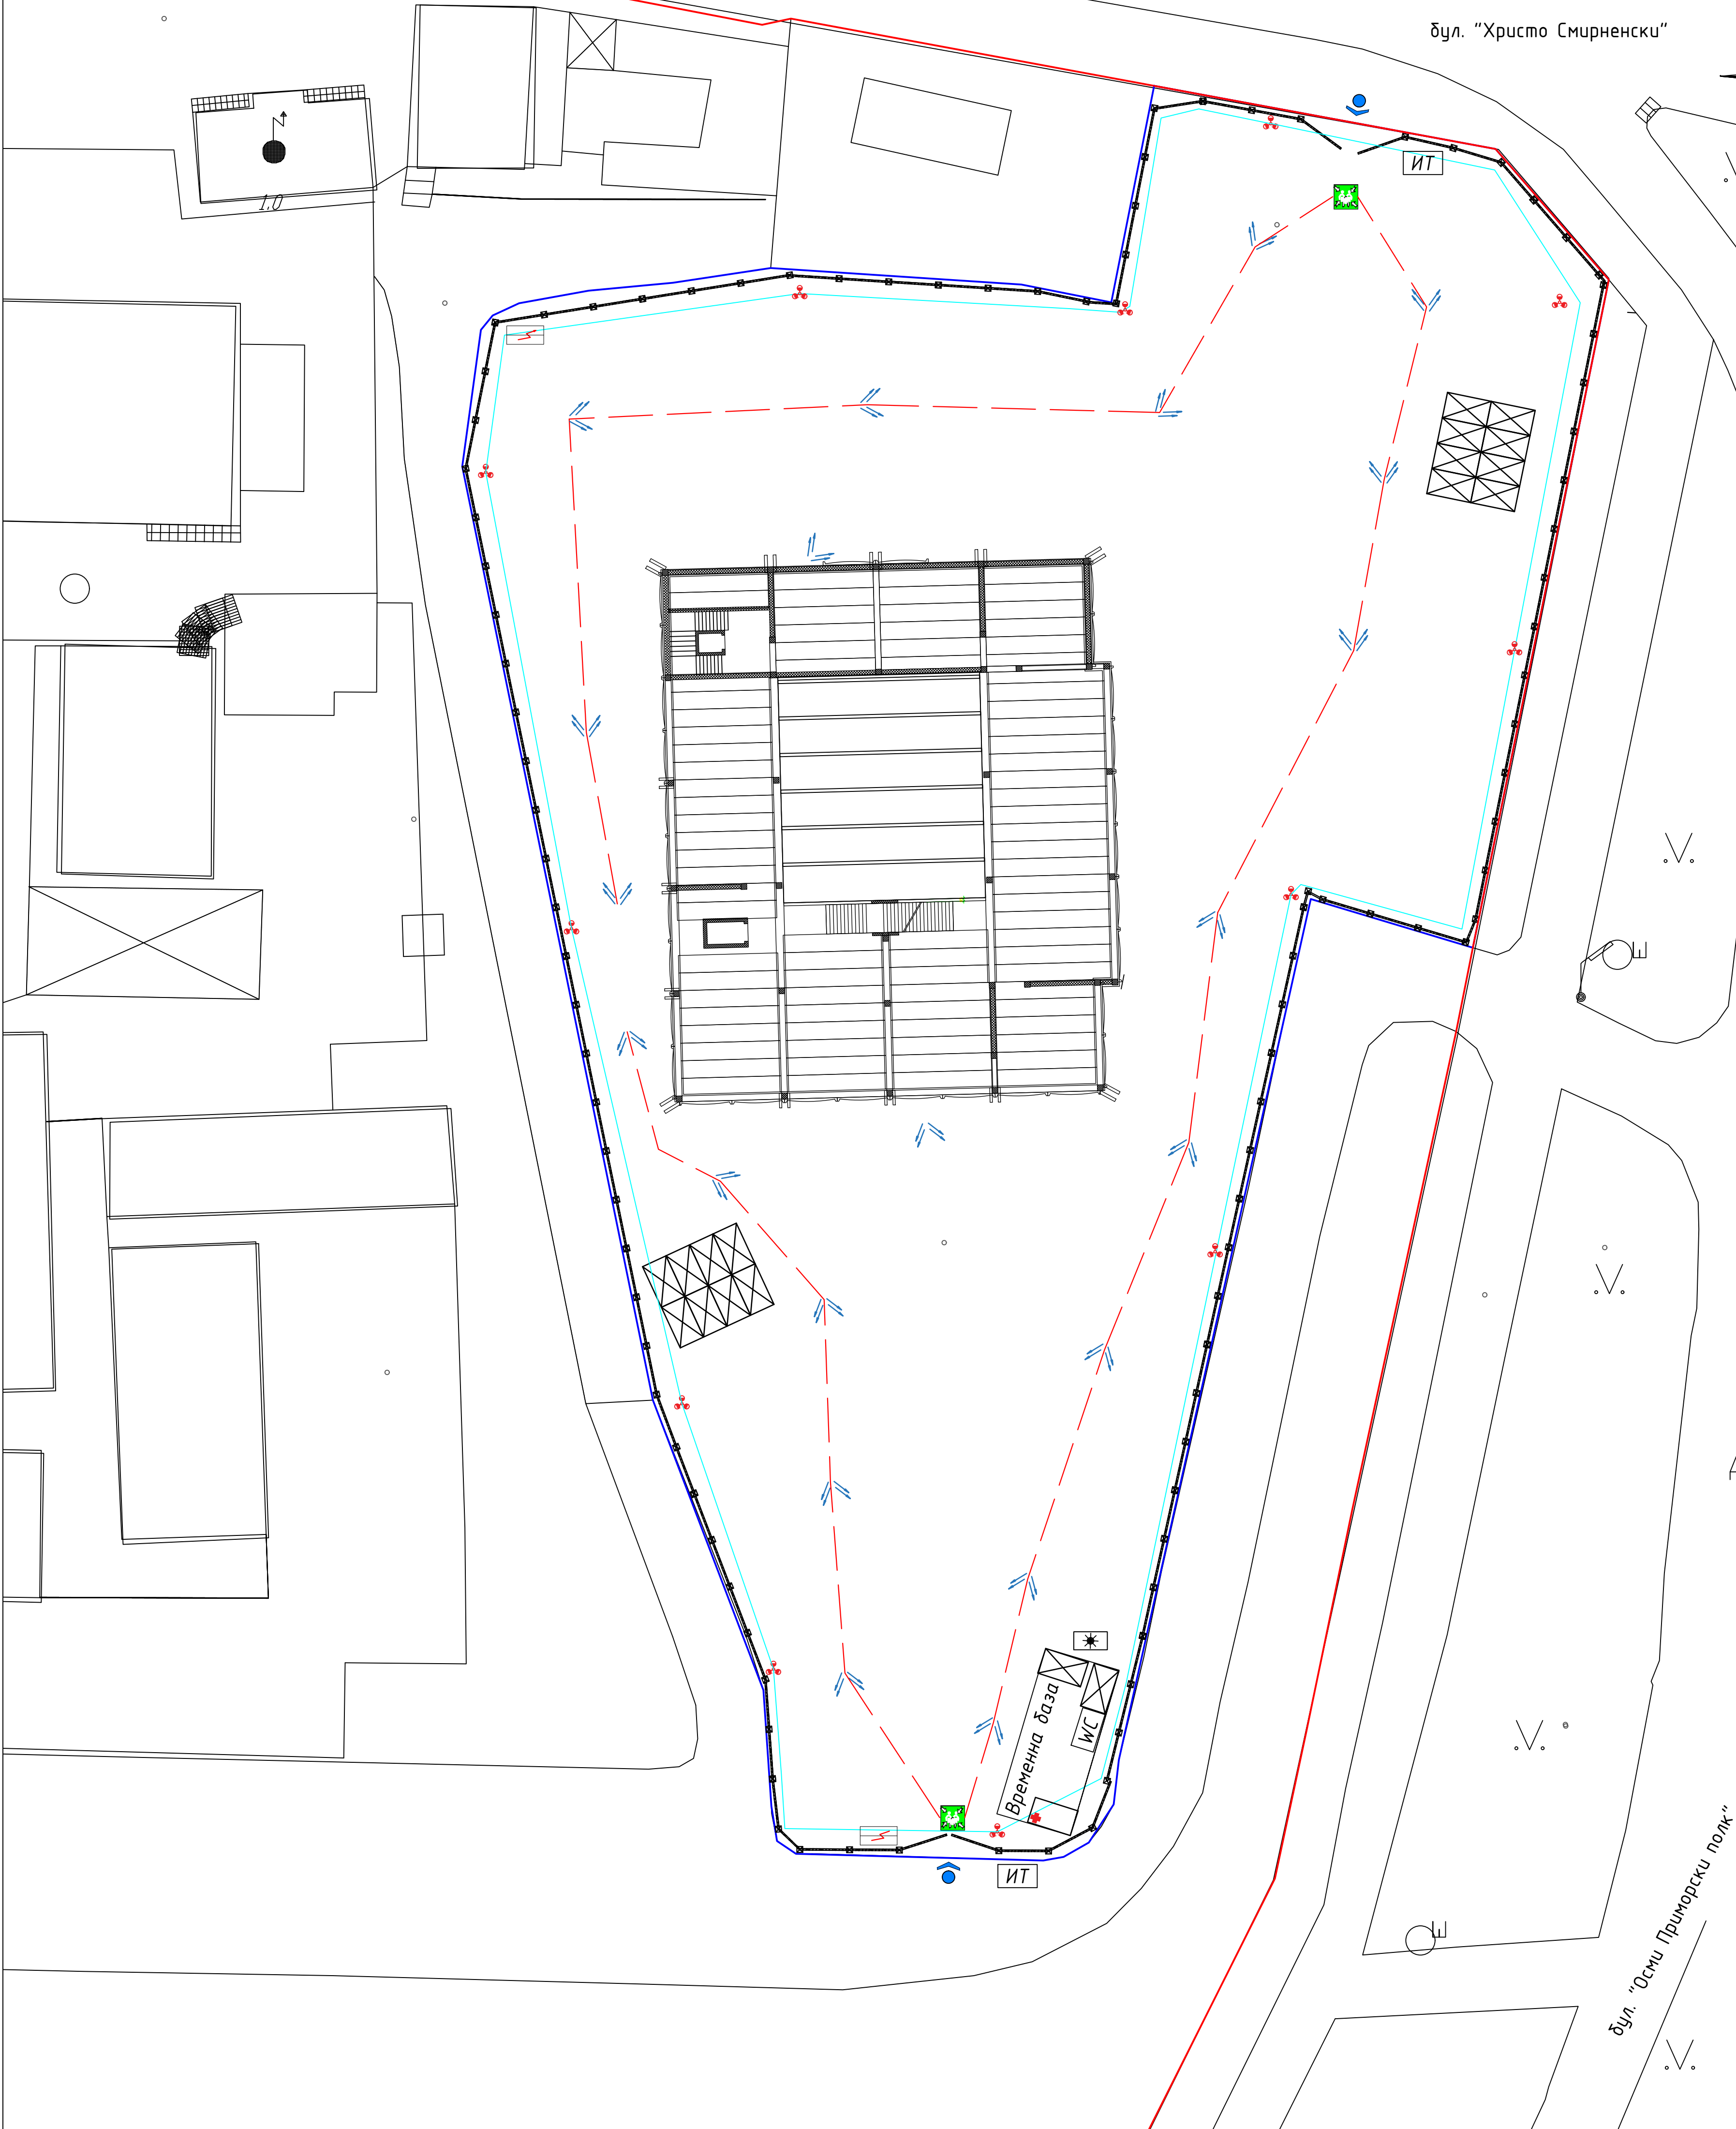 бул. "Христо Смирненски"
ИТ
1.0
E
Временна база
WC
ИТ
E
бул. "Осми Приморски полк"